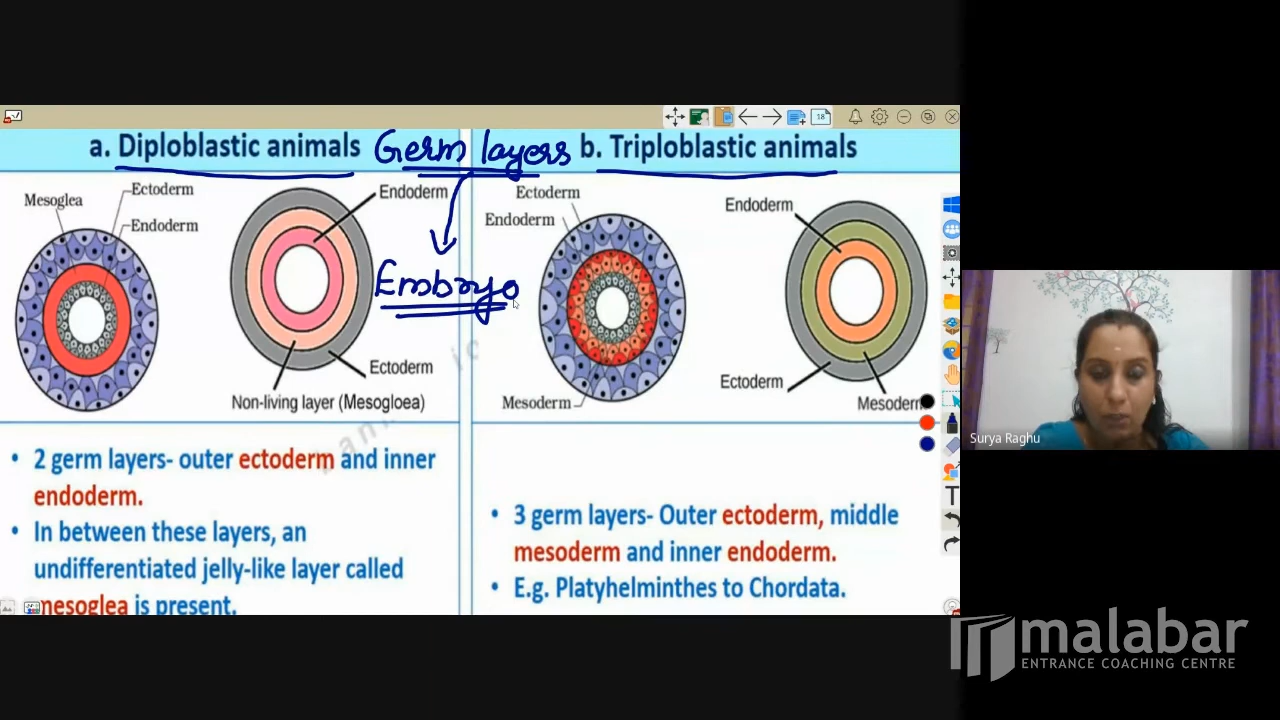 18
a. Diploblastic animals
Germ layers
b. Triploblastic animals
Mesoglea
Ectoderm
Endoderm
Endoderm
Ectoderm
Non-living layer (Mesogloea)
Embryo
Ectoderm
Endoderm
Mesoderm
Endoderm
Ectoderm
Mesoderm
• 2 germ layers- outer ectoderm and inner
endoderm.
• In between these layers, an
undifferentiated jelly-like layer called
mesoglea is present.
• 3 germ layers- Outer ectoderm, middle
mesoderm and inner endoderm.
• E.g. Platyhelminthes to Chordata.
T
Surya Raghu
malabar
ENTRANCE COACHING CENTRE